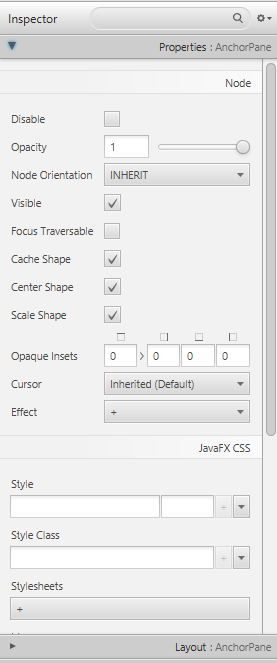 Inspector
Properties : AnchorPane
Node
Disable
Opacity 1
Node Orientation INHERIT
Visible
Focus Traversable
Cache Shape
Center Shape
Scale Shape
Opaque Insets 0 > 0 0 0
Cursor Inherited (Default)
Effect +
JavaFX CSS
Style
+
Style Class
+
Stylesheets
+
Layout : AnchorPane